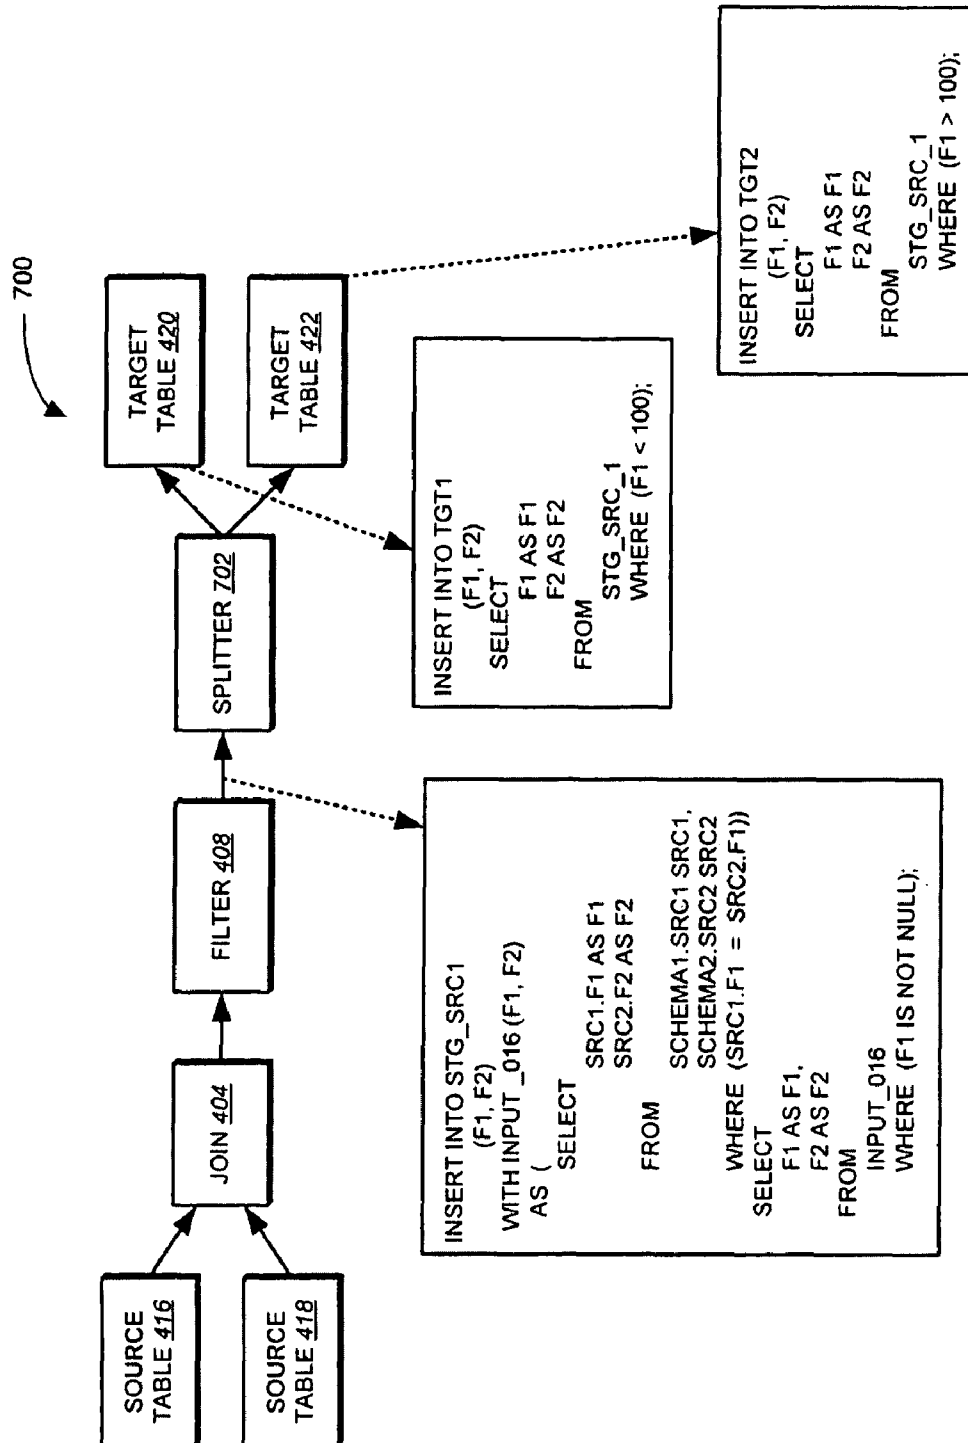 700
SOURCE
TABLE 416
SOURCE
TABLE 418
JOIN 404
FILTER 408
SPLITTER 702
TARGET
TABLE 420
TARGET
TABLE 422
INSERT INTO STG_SRC1
(F1, F2)
WITH INPUT _016 (F1, F2)
AS (
SELECT
SRC1.F1 AS F1
SRC2.F2 AS F2
FROM
SCHEMA1.SRC1 SRC1,
SCHEMA2.SRC2 SRC2
WHERE (SRC1.F1 = SRC2.F1))
SELECT
F1 AS F1,
F2 AS F2
FROM
INPUT_016
WHERE (F1 IS NOT NULL);
INSERT INTO TGT1
(F1, F2)
SELECT
F1 AS F1
F2 AS F2
FROM
STG_SRC_1
WHERE (F1 < 100);
INSERT INTO TGT2
(F1, F2)
SELECT
F1 AS F1
F2 AS F2
FROM
STG_SRC_1
WHERE (F1 > 100);